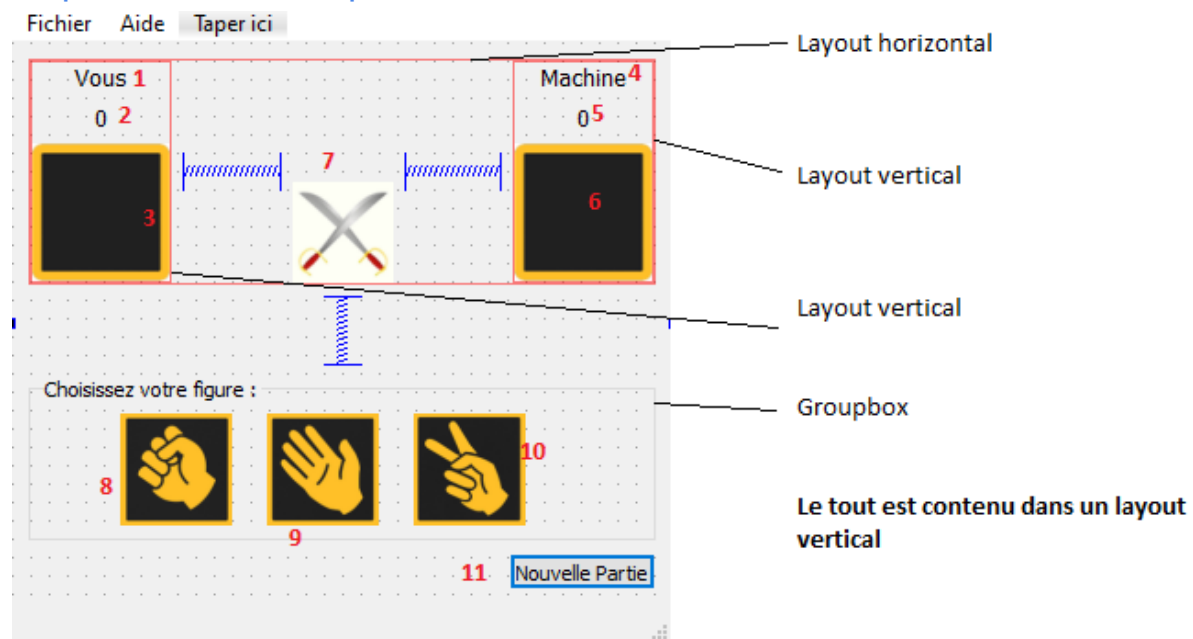 Fichier Aide Taper ici
Layout horizontal
Vous 1
Machine 4
0 2
0 5
7
Layout vertical
3
6
Layout vertical
Choisissez votre figure :
Groupbox
10
8
Le tout est contenu dans un layout
vertical
9
11 Nouvelle Partie